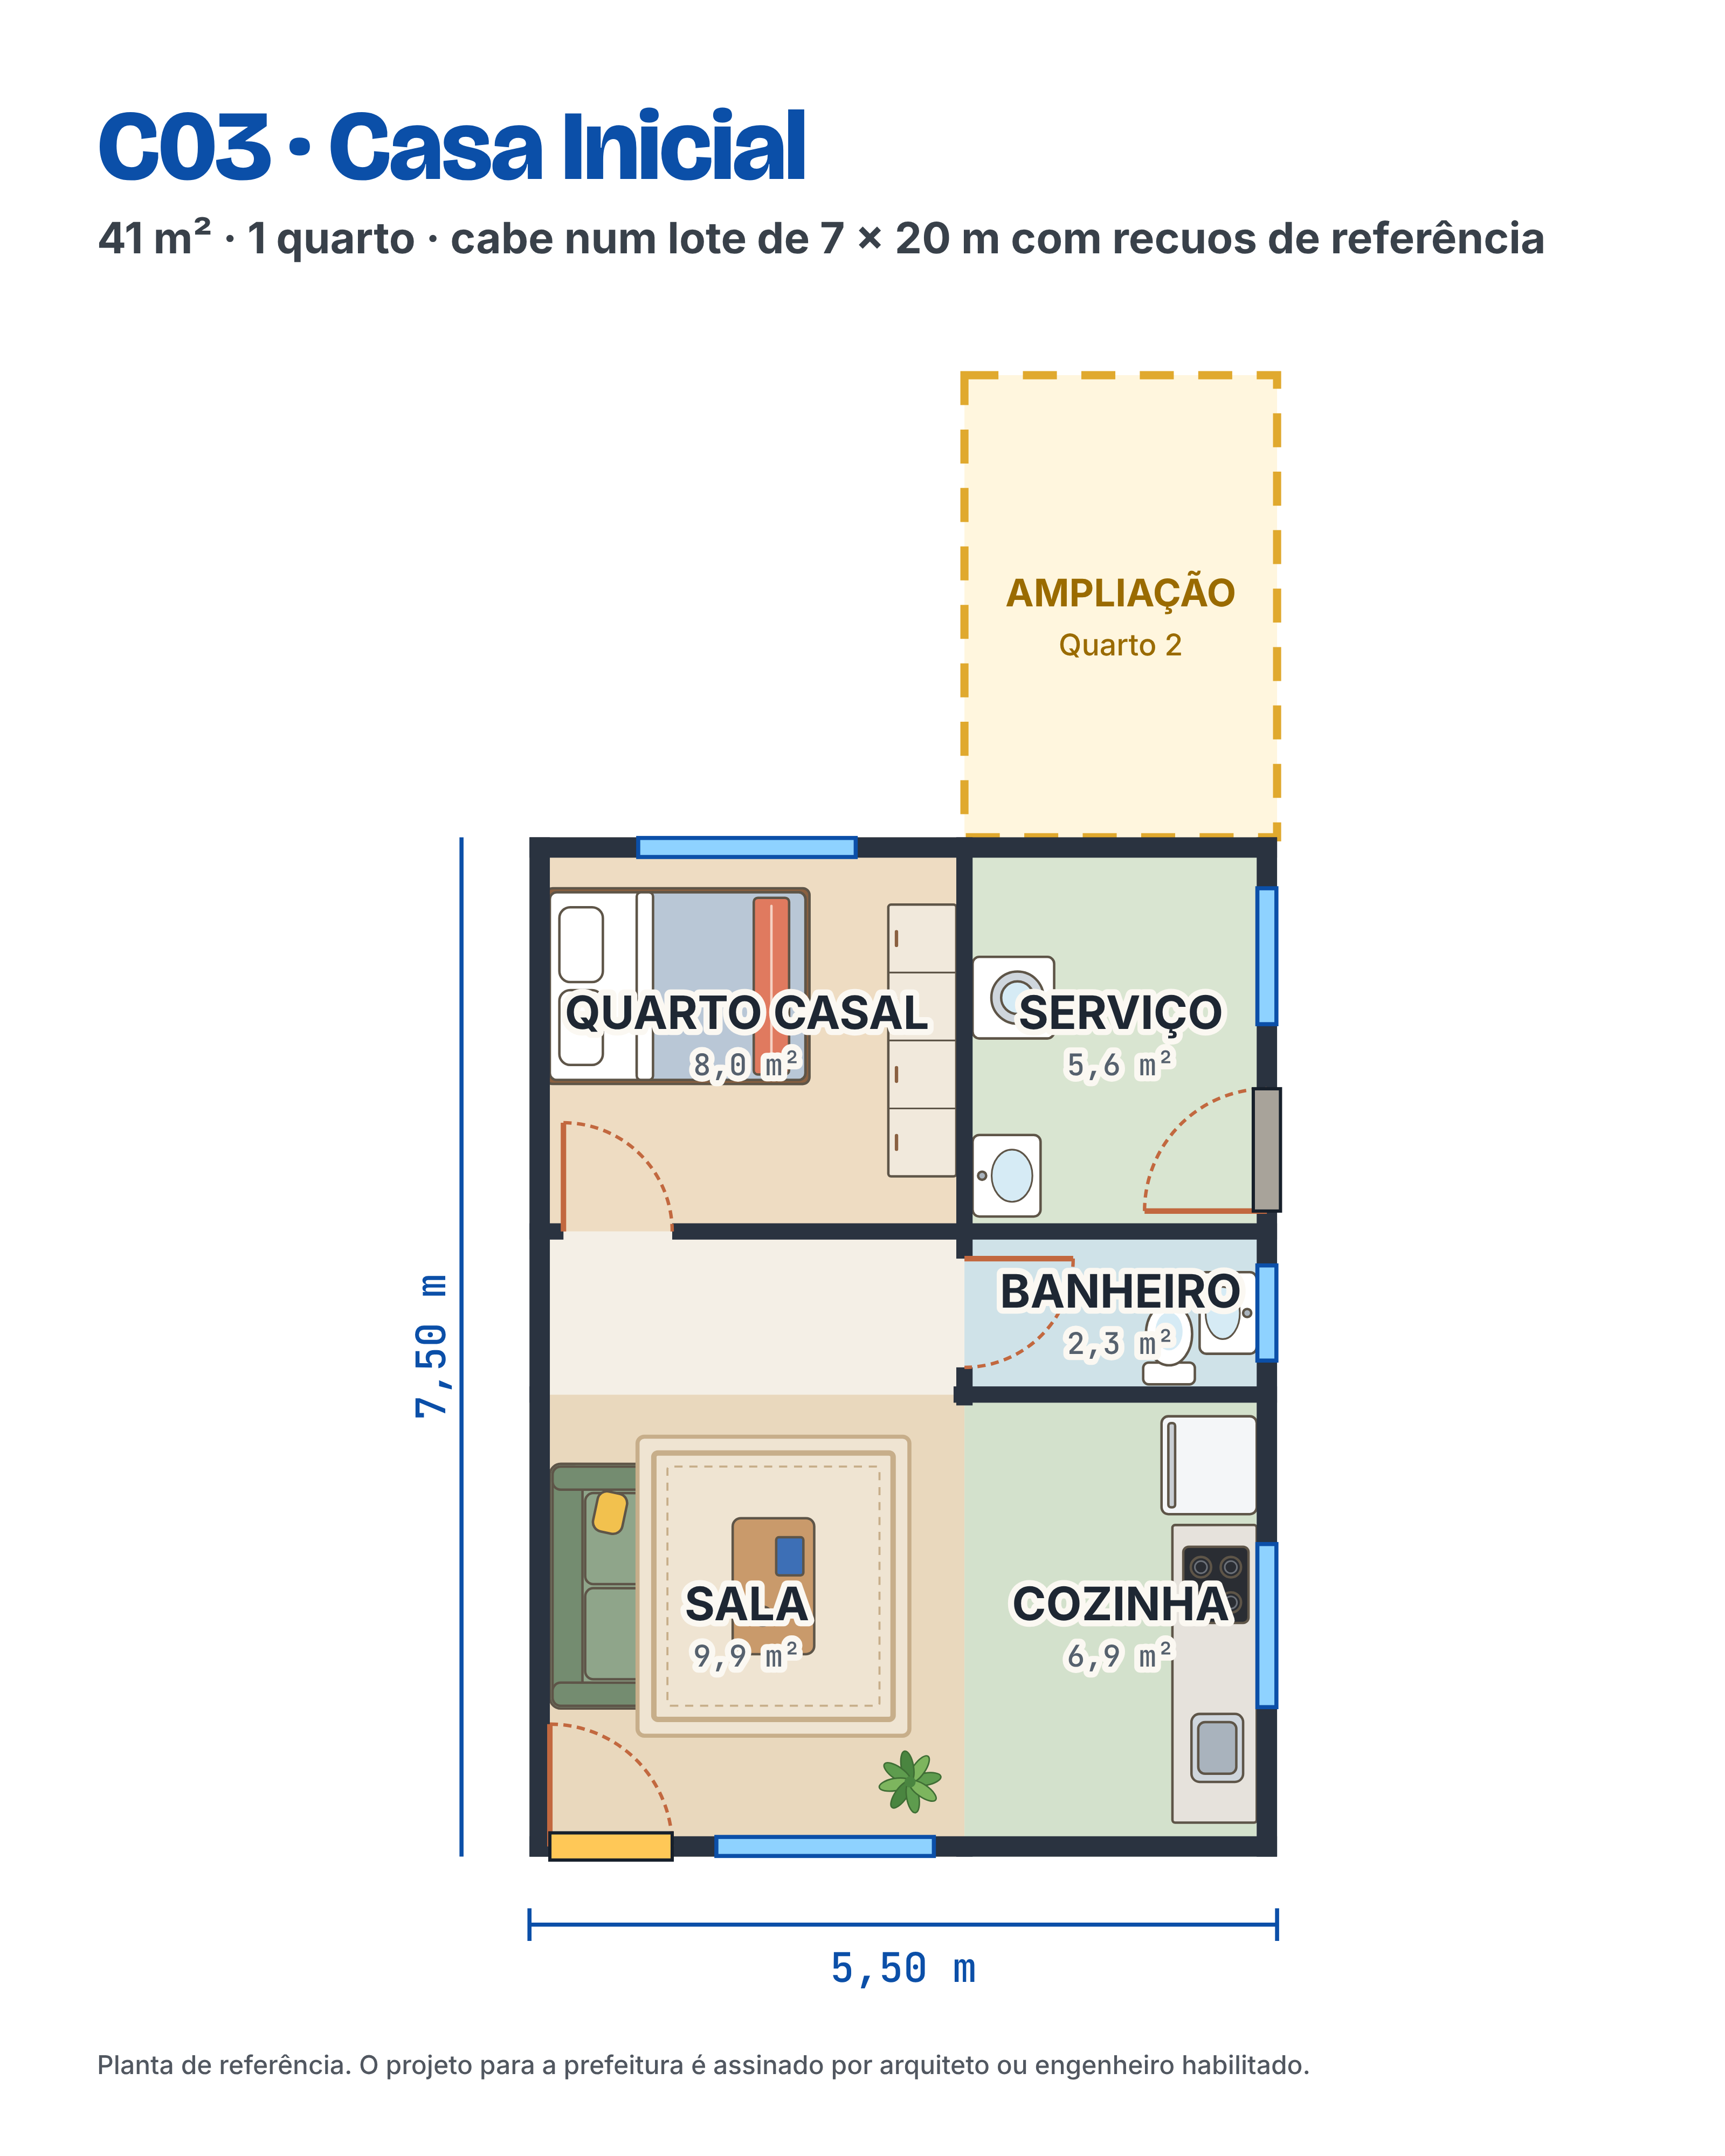 C03 · Casa Inicial
41 m² · 1 quarto · cabe num lote de 7 × 20 m com recuos de referência
AMPLIAÇÃO
Quarto 2
QUARTO CASAL
8,0 m²
SERVIÇO
5,6 m²
BANHEIRO
2,3 m²
7,50 m
SALA
9,9 m²
COZINHA
6,9 m²
5,50 m
Planta de referência. O projeto para a prefeitura é assinado por arquiteto ou engenheiro habilitado.